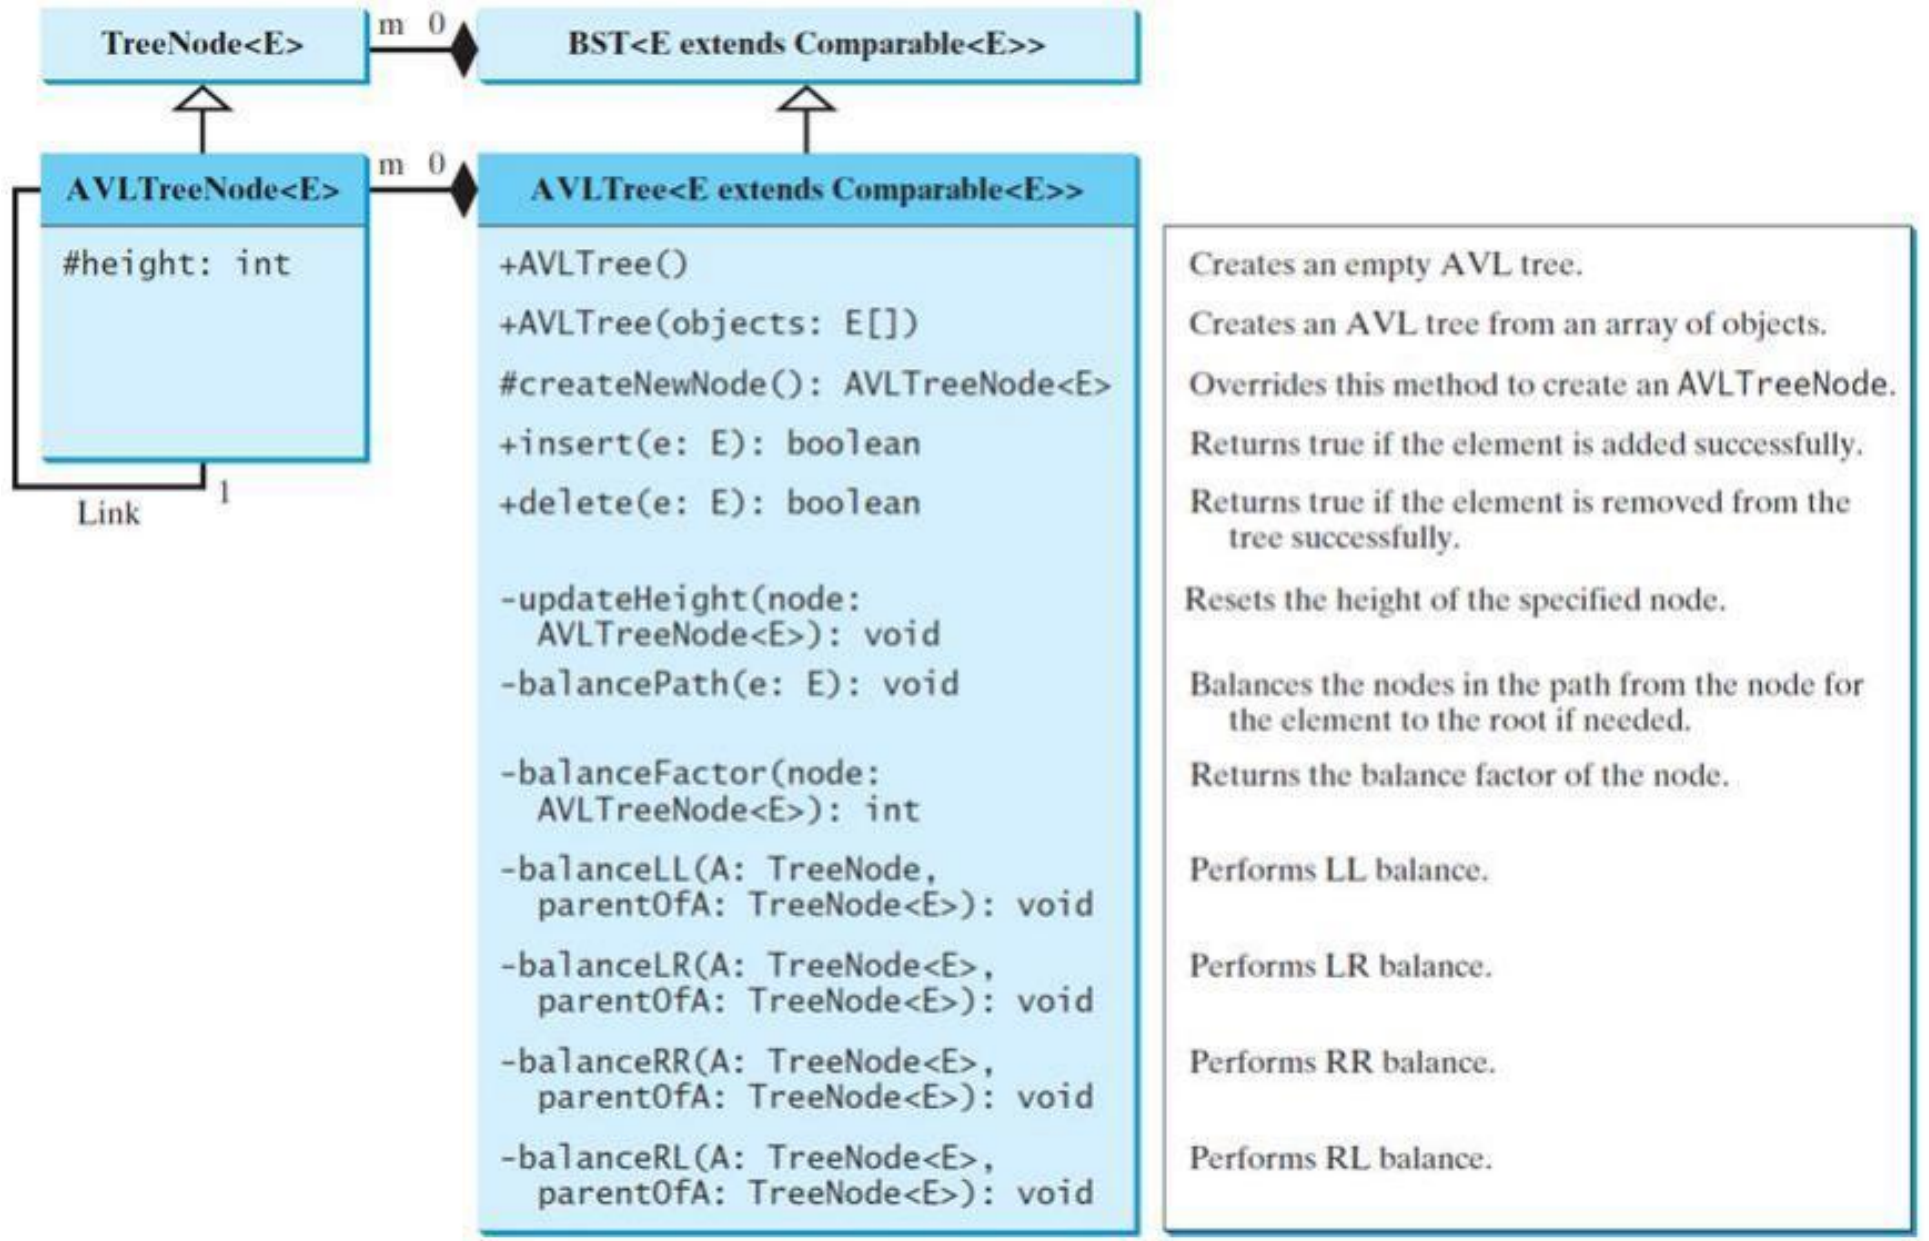 TreeNode<E>
m 0
BST<E extends Comparable<E>>
AVLTreeNode<E>
m 0
AVLTree<E extends Comparable<E>>
#height: int
Link
1
+AVLTree()
Creates an empty AVL tree.
+AVLTree(objects: E[])
Creates an AVL tree from an array of objects.
#createNewNode(): AVLTreeNode<E>
Overrides this method to create an AVLTreeNode.
+insert(e: E): boolean
Returns true if the element is added successfully.
+delete(e: E): boolean
Returns true if the element is removed from the
tree successfully.
-updateHeight(node:
AVLTreeNode<E>): void
Resets the height of the specified node.
-balancePath(e: E): void
Balances the nodes in the path from the node for
the element to the root if needed.
-balanceFactor(node:
AVLTreeNode<E>): int
Returns the balance factor of the node.
-balanceLL(A: TreeNode,
parentOfA: TreeNode<E>): void
Performs LL balance.
-balanceLR(A: TreeNode<E>,
parentOfA: TreeNode<E>): void
Performs LR balance.
-balanceRR(A: TreeNode<E>,
parentOfA: TreeNode<E>): void
Performs RR balance.
-balanceRL(A: TreeNode<E>,
parentOfA: TreeNode<E>): void
Performs RL balance.